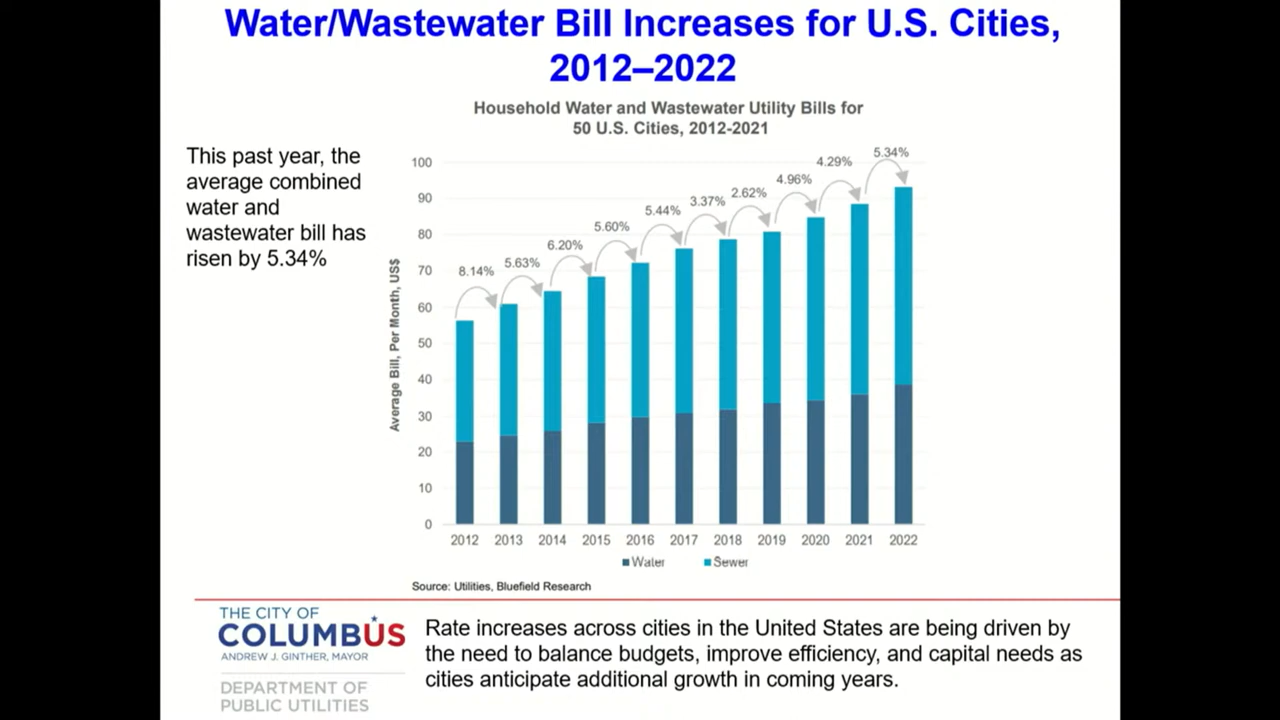 Water/Wastewater Bill Increases for U.S. Cities,
2012–2022
Household Water and Wastewater Utility Bills for
50 U.S. Cities, 2012-2021
This past year, the
average combined
water and
wastewater bill has
risen by 5.34%
Average Bill, Per Month, US$
100
90
80
70
60
50
40
30
20
10
0
8.14%
5.63%
6.20%
5.60%
5.44%
3.37%
2.62%
4.96%
4.29%
5.34%
2012 2013 2014 2015 2016 2017 2018 2019 2020 2021 2022
Water Sewer
Source: Utilities, Bluefield Research
THE CITY OF
COLUMBUS
ANDREW J. GINTHER, MAYOR
DEPARTMENT OF
PUBLIC UTILITIES
Rate increases across cities in the United States are being driven by
the need to balance budgets, improve efficiency, and capital needs as
cities anticipate additional growth in coming years.